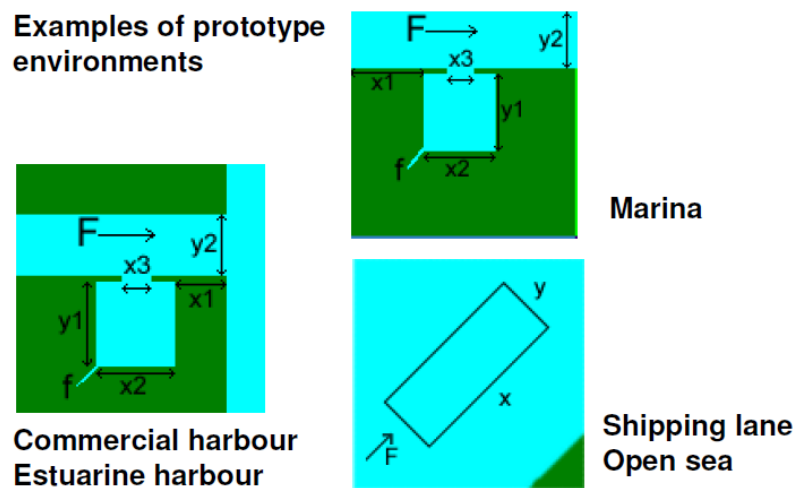 Examples of prototype
environments
F
y2
x3
x1
y1
f
x2
Marina
F
y2
x3
x1
y1
f
x2
Commercial harbour
Estuarine harbour
y
x
F
Shipping lane
Open sea